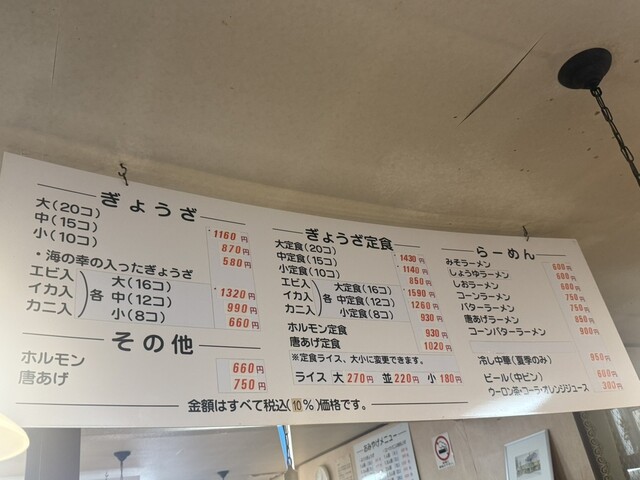 ぎょうざ
大(20コ) 1160円
中(15コ) 870円
小(10コ) 580円
・海の幸の入ったぎょうざ
エビ入 大(16コ) 1320円
イカ入 各 中(12コ) 990円
カニ入 小(8コ) 660円
その他
ホルモン 660円
唐あげ 750円
ぎょうざ定食
大定食(20コ) 1430円
中定食(15コ) 1140円
小定食(10コ) 850円
エビ入 大定食(16コ) 1590円
イカ入 各 中定食(12コ) 1260円
カニ入 小定食(8コ) 930円
ホルモン定食 930円
唐あげ定食 1020円
※定食ライス、大小に変更できます。
ライス 大270円 並220円 小180円
らーめん
みそラーメン 600円
しょうゆラーメン 600円
しおラーメン 600円
コーンラーメン 750円
バターラーメン 750円
唐あげラーメン 850円
コーンバターラーメン 900円
冷し中華(夏季のみ) 950円
ビール(中ビン) 600円
ウーロン茶・コーラ・オレンジジュース 300円
金額はすべて税込(10%)価格です。
おみやげメニュー